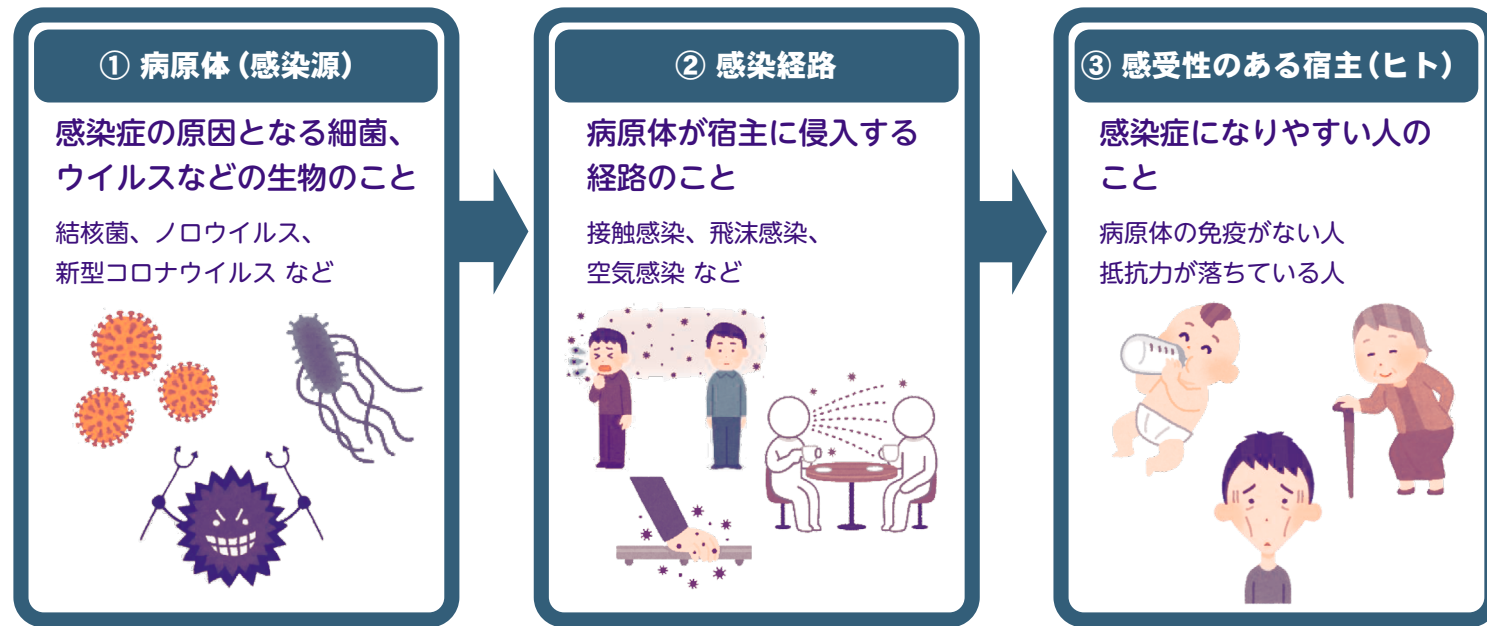 ① 病原体（感染源）
感染症の原因となる細菌、
ウイルスなどの生物のこと
結核菌、ノロウイルス、
新型コロナウイルス など
② 感染経路
病原体が宿主に侵入する
経路のこと
接触感染、飛沫感染、
空気感染 など
③ 感受性のある宿主（ヒト）
感染症になりやすい人の
こと
病原体の免疫がない人
抵抗力が落ちている人